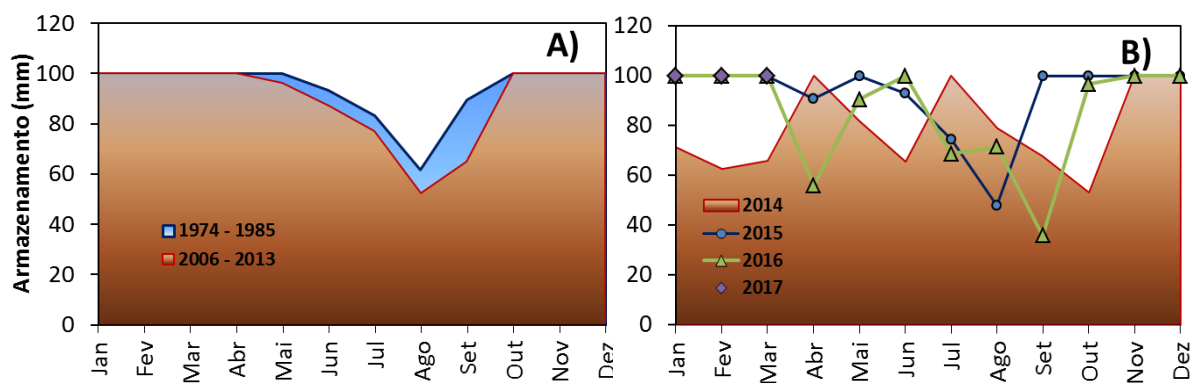 Armazenamento (mm)
120
100
80
60
40
20
0
A)
1974 - 1985
2006 - 2013
Jan
Fev
Mar
Abr
Mai
Jun
Jul
Ago
Set
Out
Nov
Dez
120
100
80
60
40
20
0
B)
2014
2015
2016
2017
Jan
Fev
Mar
Abr
Mai
Jun
Jul
Ago
Set
Out
Nov
Dez